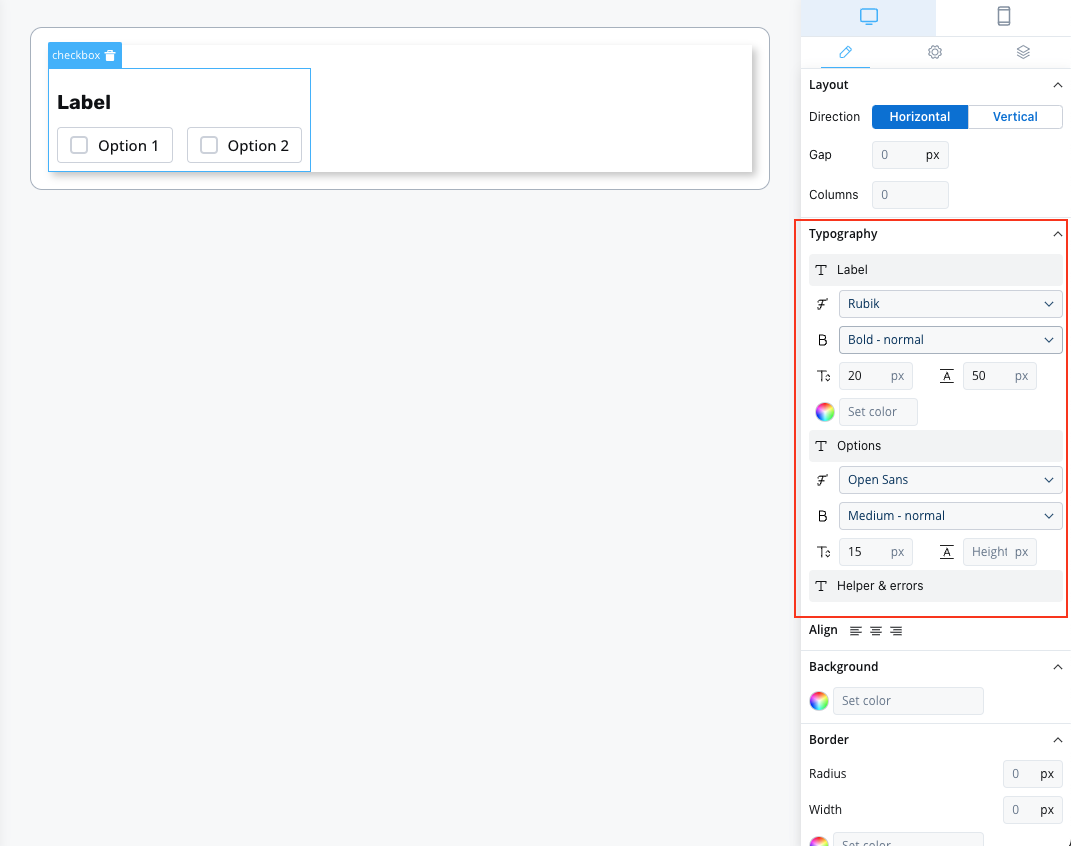 checkbox
Label
Option 1
Option 2
Layout
Direction Horizontal Vertical
Gap 0 px
Columns 0
Typography
Label
Rubik
B Bold - normal
20 px A 50 px
Set color
Options
Open Sans
B Medium - normal
15 px A Height px
Helper & errors
Align
Background
Set color
Border
Radius 0 px
Width 0 px
Set color